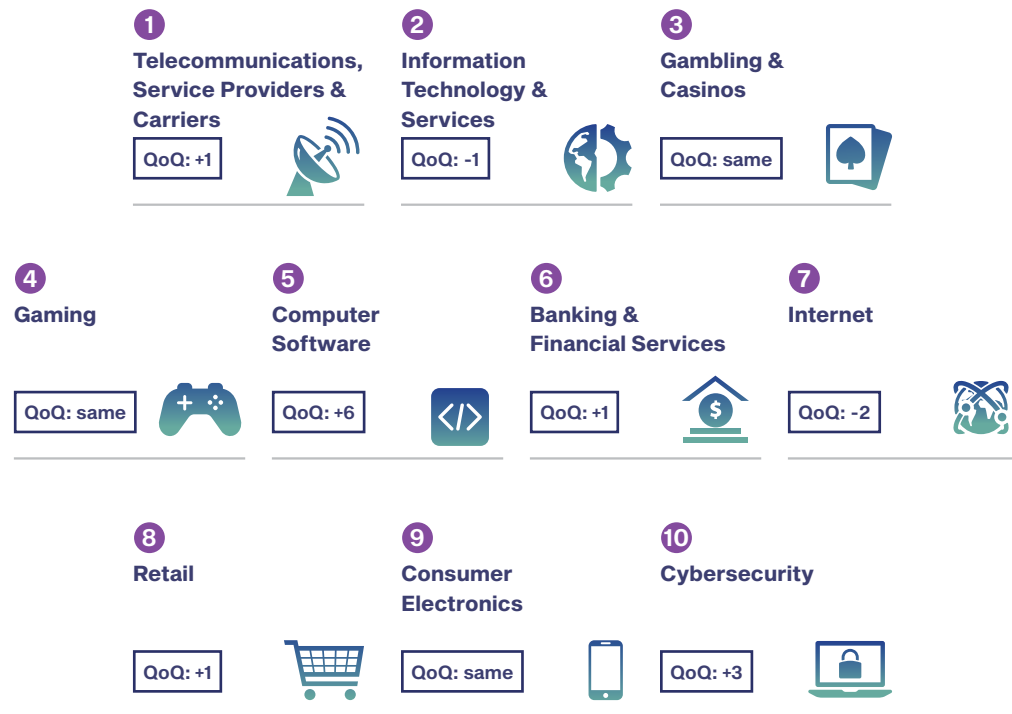 1
Telecommunications,
Service Providers &
Carriers
QoQ: +1
2
Information
Technology &
Services
QoQ: -1
3
Gambling &
Casinos
QoQ: same
4
Gaming
QoQ: same
5
Computer
Software
QoQ: +6
</>
6
Banking &
Financial Services
QoQ: +1
$
7
Internet
QoQ: -2
8
Retail
QoQ: +1
9
Consumer
Electronics
QoQ: same
10
Cybersecurity
QoQ: +3